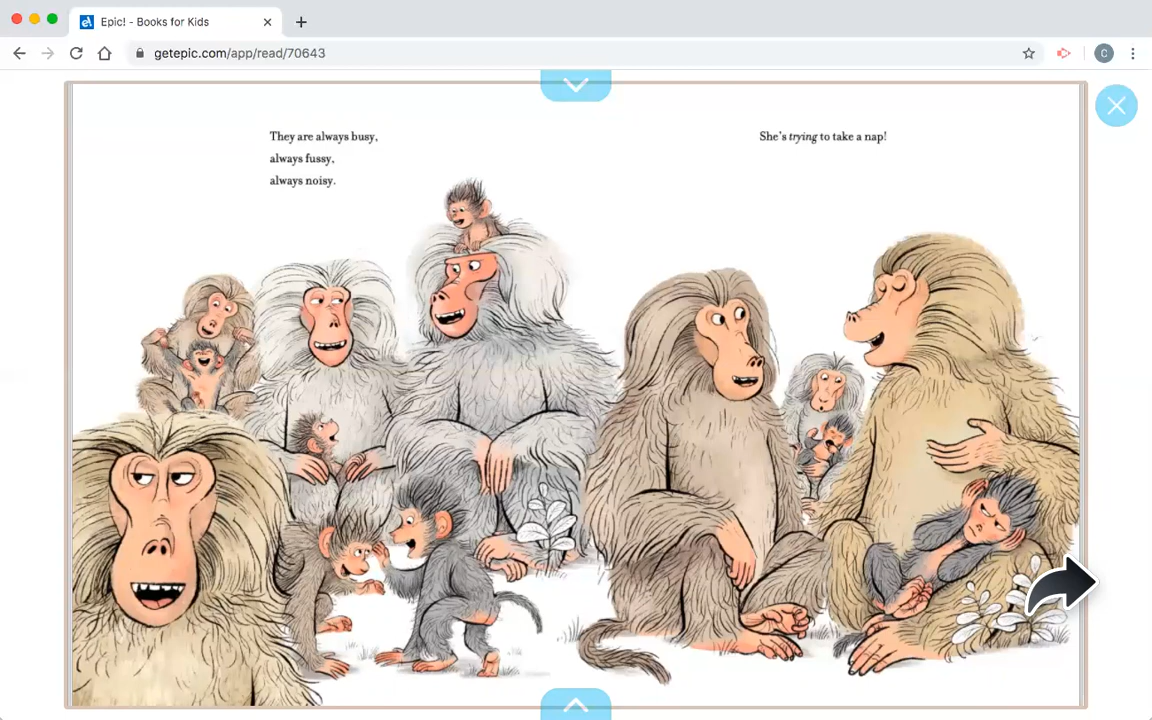 Epic! - Books for Kids
getepic.com/app/read/70643
C
They are always busy,
always fussy,
always noisy.
She's trying to take a nap!